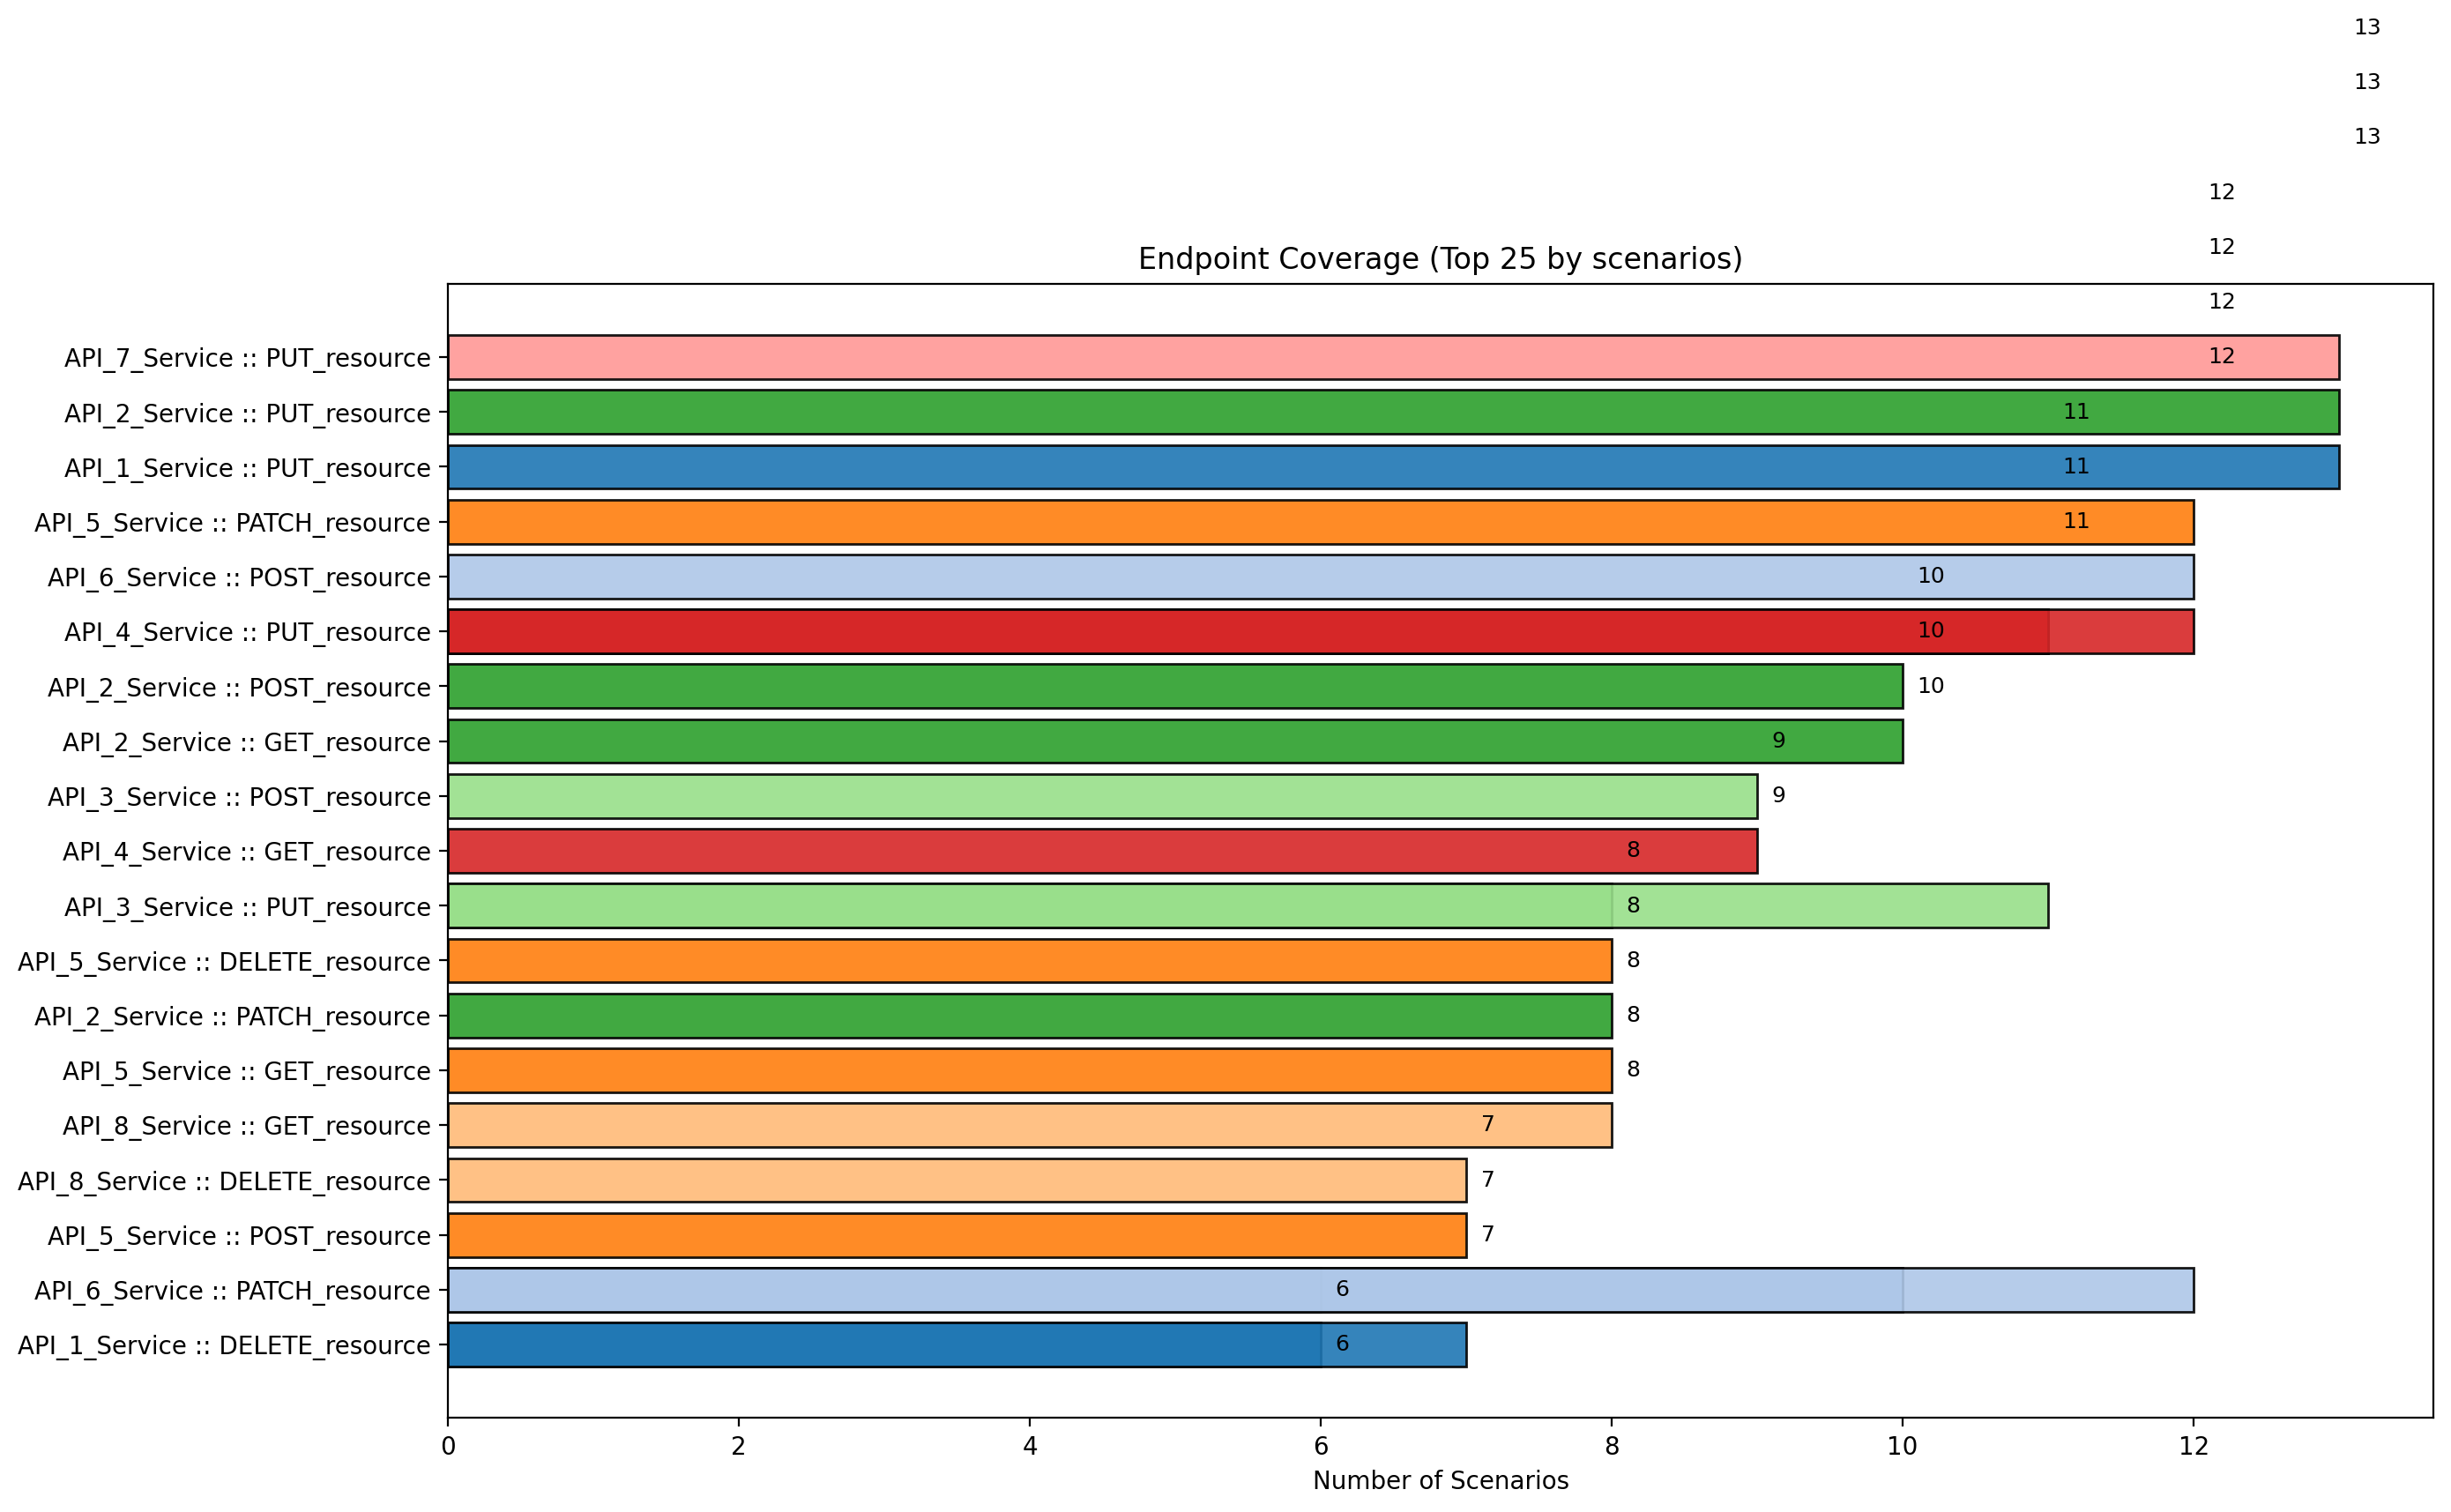 13
13
13
12
12
Endpoint Coverage (Top 25 by scenarios)
12
API_7_Service :: PUT_resource 12
API_2_Service :: PUT_resource 11
API_1_Service :: PUT_resource 11
API_5_Service :: PATCH_resource 11
API_6_Service :: POST_resource 10
API_4_Service :: PUT_resource 10
API_2_Service :: POST_resource 10
API_2_Service :: GET_resource 9
API_3_Service :: POST_resource 9
API_4_Service :: GET_resource 8
API_3_Service :: PUT_resource 8
API_5_Service :: DELETE_resource 8
API_2_Service :: PATCH_resource 8
API_5_Service :: GET_resource 8
API_8_Service :: GET_resource 7
API_8_Service :: DELETE_resource 7
API_5_Service :: POST_resource 7
API_6_Service :: PATCH_resource 6
API_1_Service :: DELETE_resource 6
0 2 4 6 8 10 12
Number of Scenarios